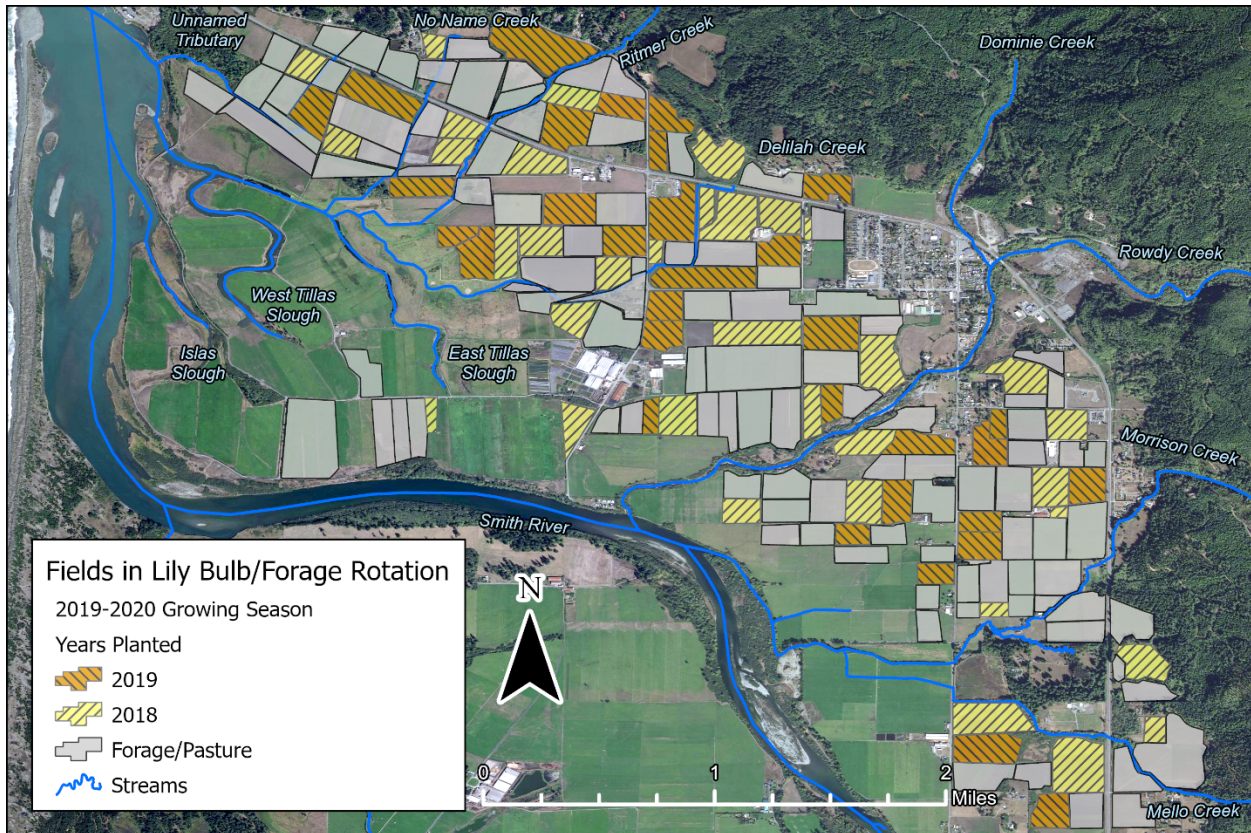 Unnamed
Tributary
No Name Creek
Ritmer Creek
Dominie Creek
Delilah Creek
Rowdy Creek
West Tillas
Slough
Islas
Slough
East Tillas
Slough
Morrison Creek
Smith River
Fields in Lily Bulb/Forage Rotation
2019-2020 Growing Season
Years Planted
2019
2018
Forage/Pasture
Streams
N
0 1 2
Miles
Mello Creek